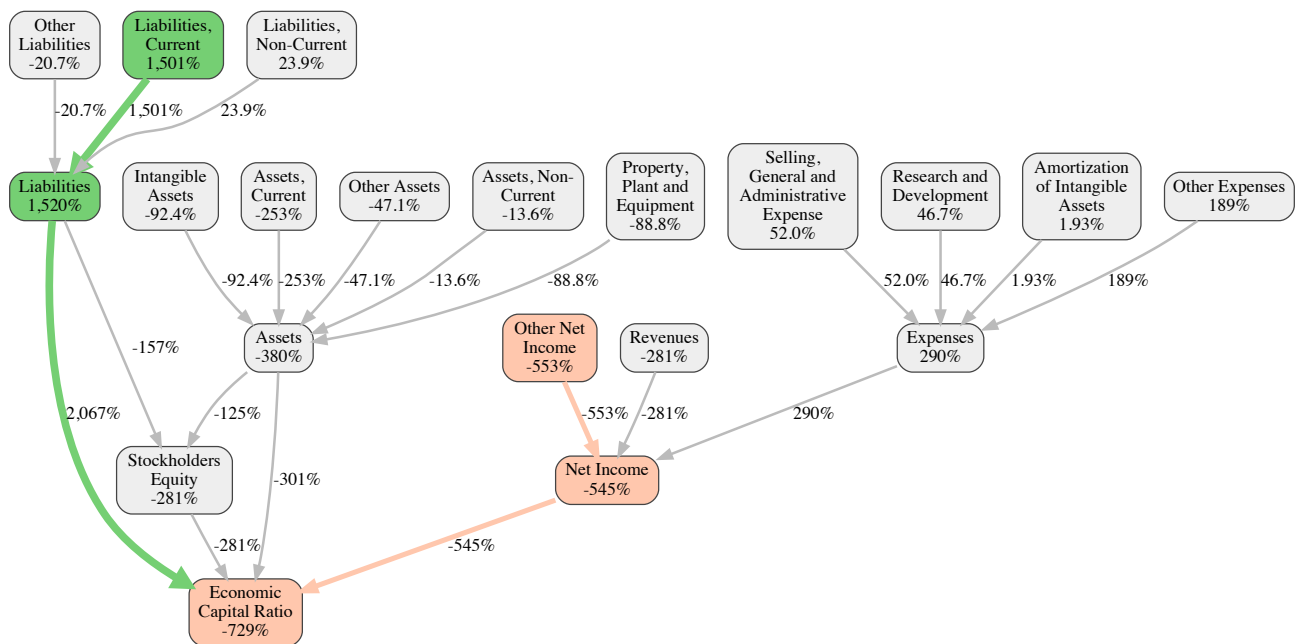 Other
Liabilities
-20.7%
Liabilities,
Current
1,501%
Liabilities,
Non-Current
23.9%
-20.7%
1,501%
23.9%
Liabilities
1,520%
Intangible
Assets
-92.4%
Assets,
Current
-253%
Other Assets
-47.1%
Assets, Non-
Current
-13.6%
Property,
Plant and
Equipment
-88.8%
Selling,
General and
Administrative
Expense
52.0%
Research and
Development
46.7%
Amortization
of Intangible
Assets
1.93%
Other Expenses
189%
-92.4%
-253%
-47.1%
-13.6%
-88.8%
52.0%
46.7%
1.93%
189%
-157%
Assets
-380%
Other Net
Income
-553%
Revenues
-281%
Expenses
290%
2,067%
-125%
-553%
-281%
290%
Stockholders
Equity
-281%
-301%
Net Income
-545%
-281%
-545%
Economic
Capital Ratio
-729%